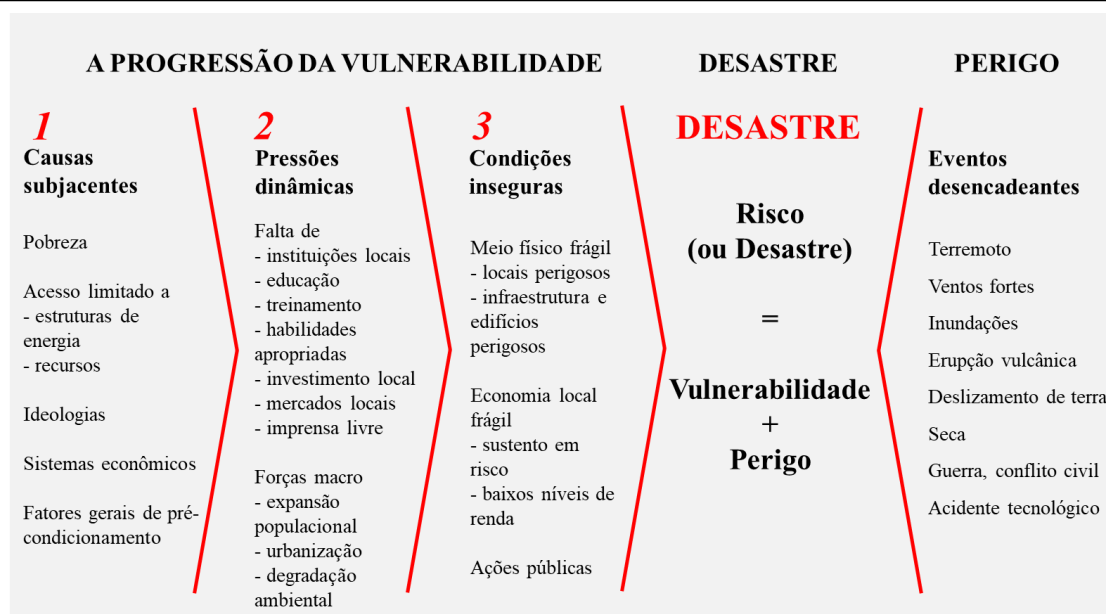 A PROGRESSÃO DA VULNERABILIDADE
DESASTRE
PERIGO
1
Causas
subjacentes
Pobreza
Acesso limitado a
- estruturas de
energia
- recursos
Ideologias
Sistemas econômicos
Fatores gerais de pré-
condicionamento
2
Pressões
dinâmicas
Falta de
- instituições locais
- educação
- treinamento
- habilidades
apropriadas
- investimento local
- mercados locais
- imprensa livre
Forças macro
- expansão
populacional
- urbanização
- degradação
ambiental
3
Condições
inseguras
Meio físico frágil
- locais perigosos
- infraestrutura e
edifícios
perigosos
Economia local
frágil
- sustento em
risco
- baixos níveis de
renda
Ações públicas
DESASTRE
Risco
(ou Desastre)
=
Vulnerabilidade
+
Perigo
Eventos
desencadeantes
Terremoto
Ventos fortes
Inundações
Erupção vulcânica
Deslizamento de terra
Seca
Guerra, conflito civil
Acidente tecnológico